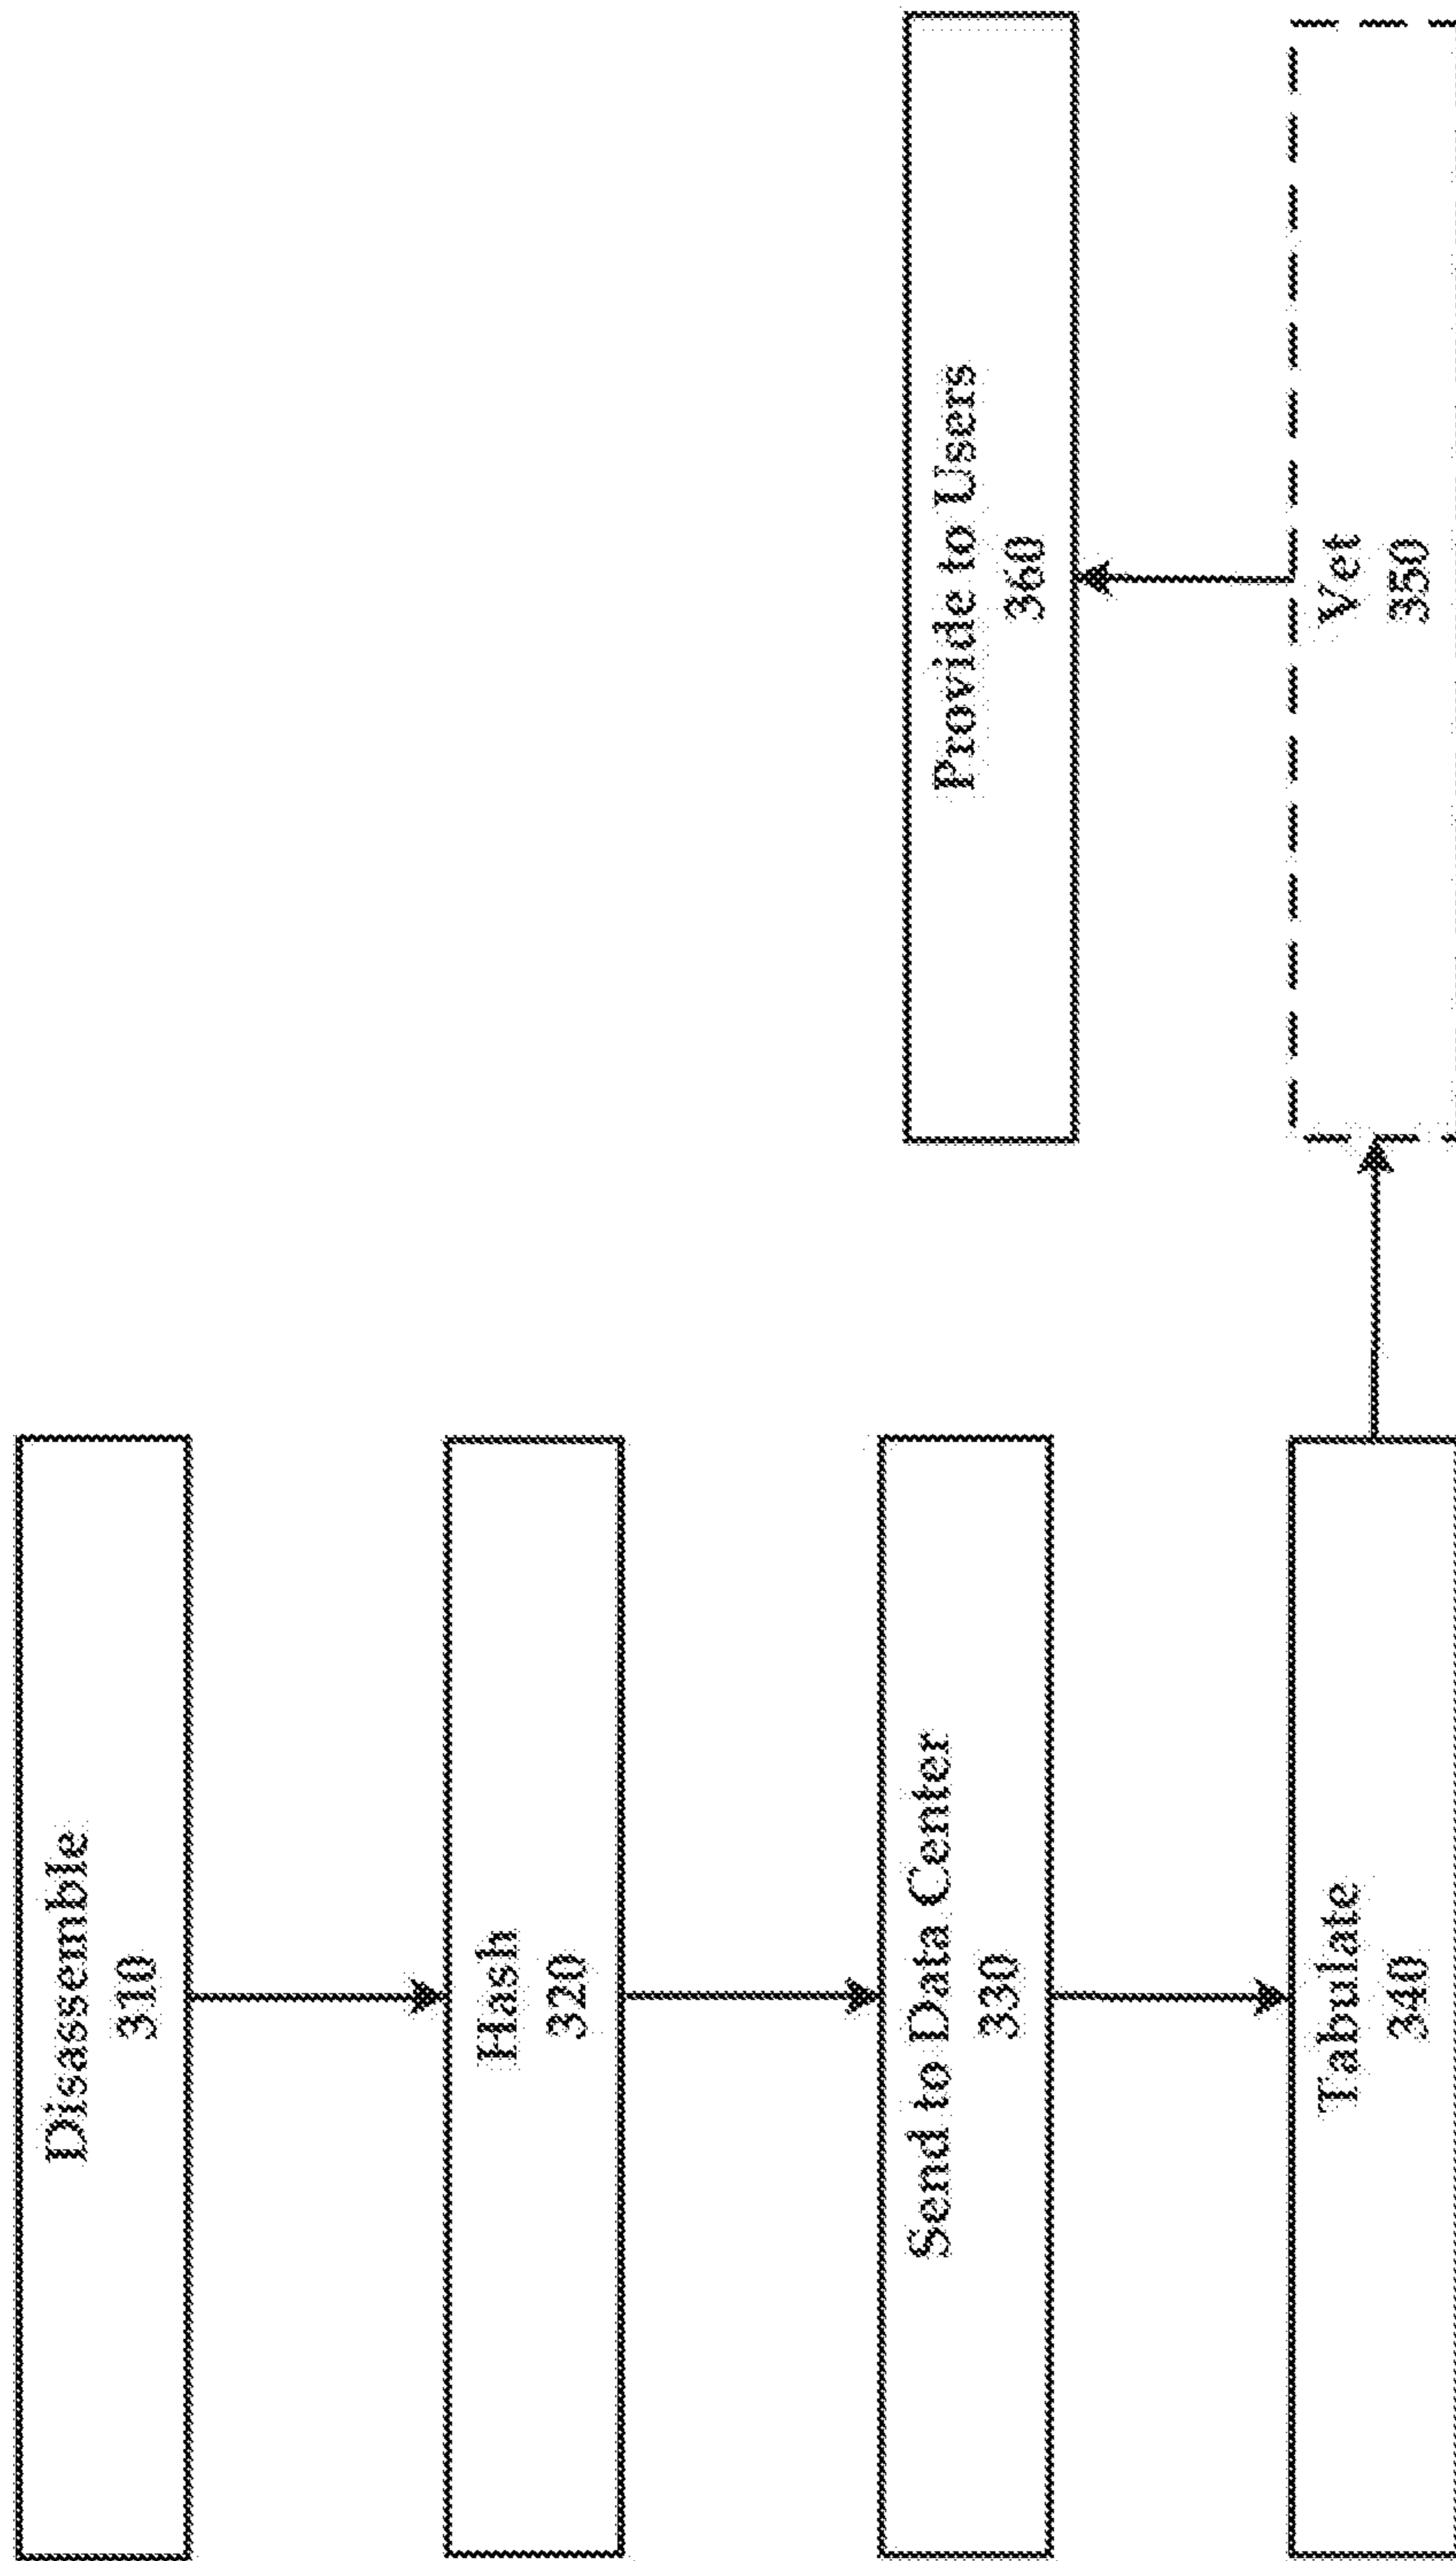 Disassemble
310
Hash
320
Send to Data Center
330
Tabulate
340
Vet
350
Provide to Users
360